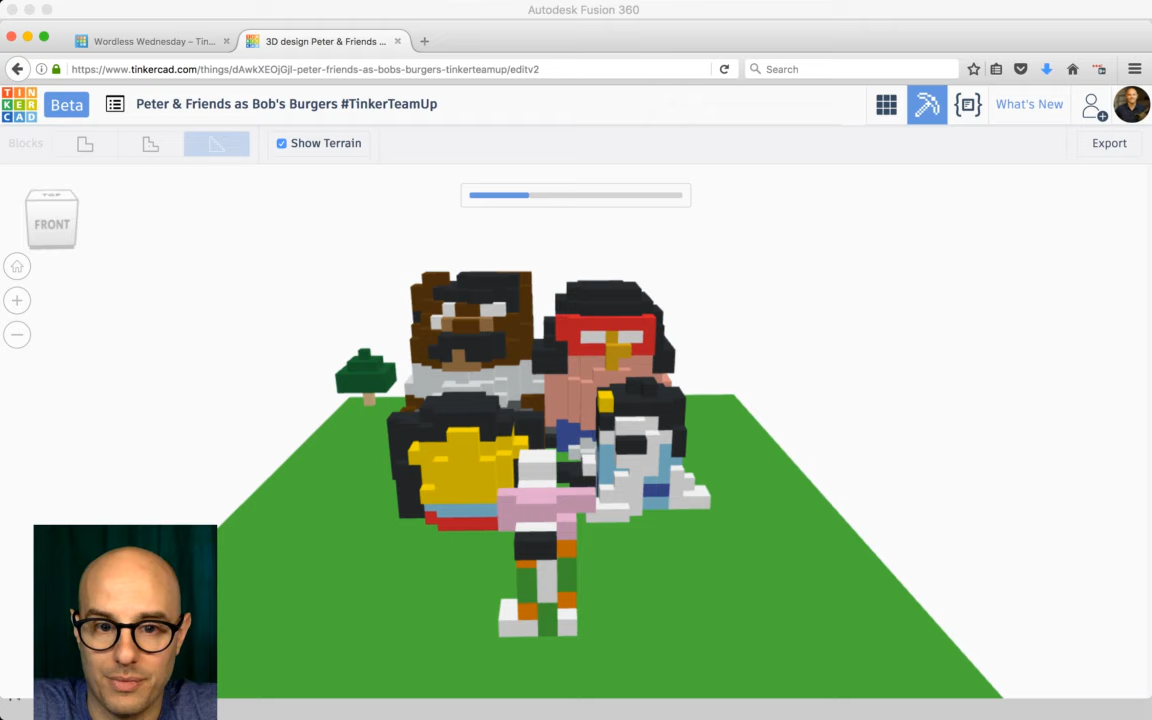 Autodesk Fusion 360
Wordless Wednesday – Tin...
3D design Peter & Friends ...
https://www.tinkercad.com/things/dAwkXEOjGjl-peter-friends-as-bobs-burgers-tinkerteamup/editv2
Search
TIN
KER
CAD
Beta
Peter & Friends as Bob's Burgers #TinkerTeamUp
What's New
Blocks
Show Terrain
Export
TOP
FRONT